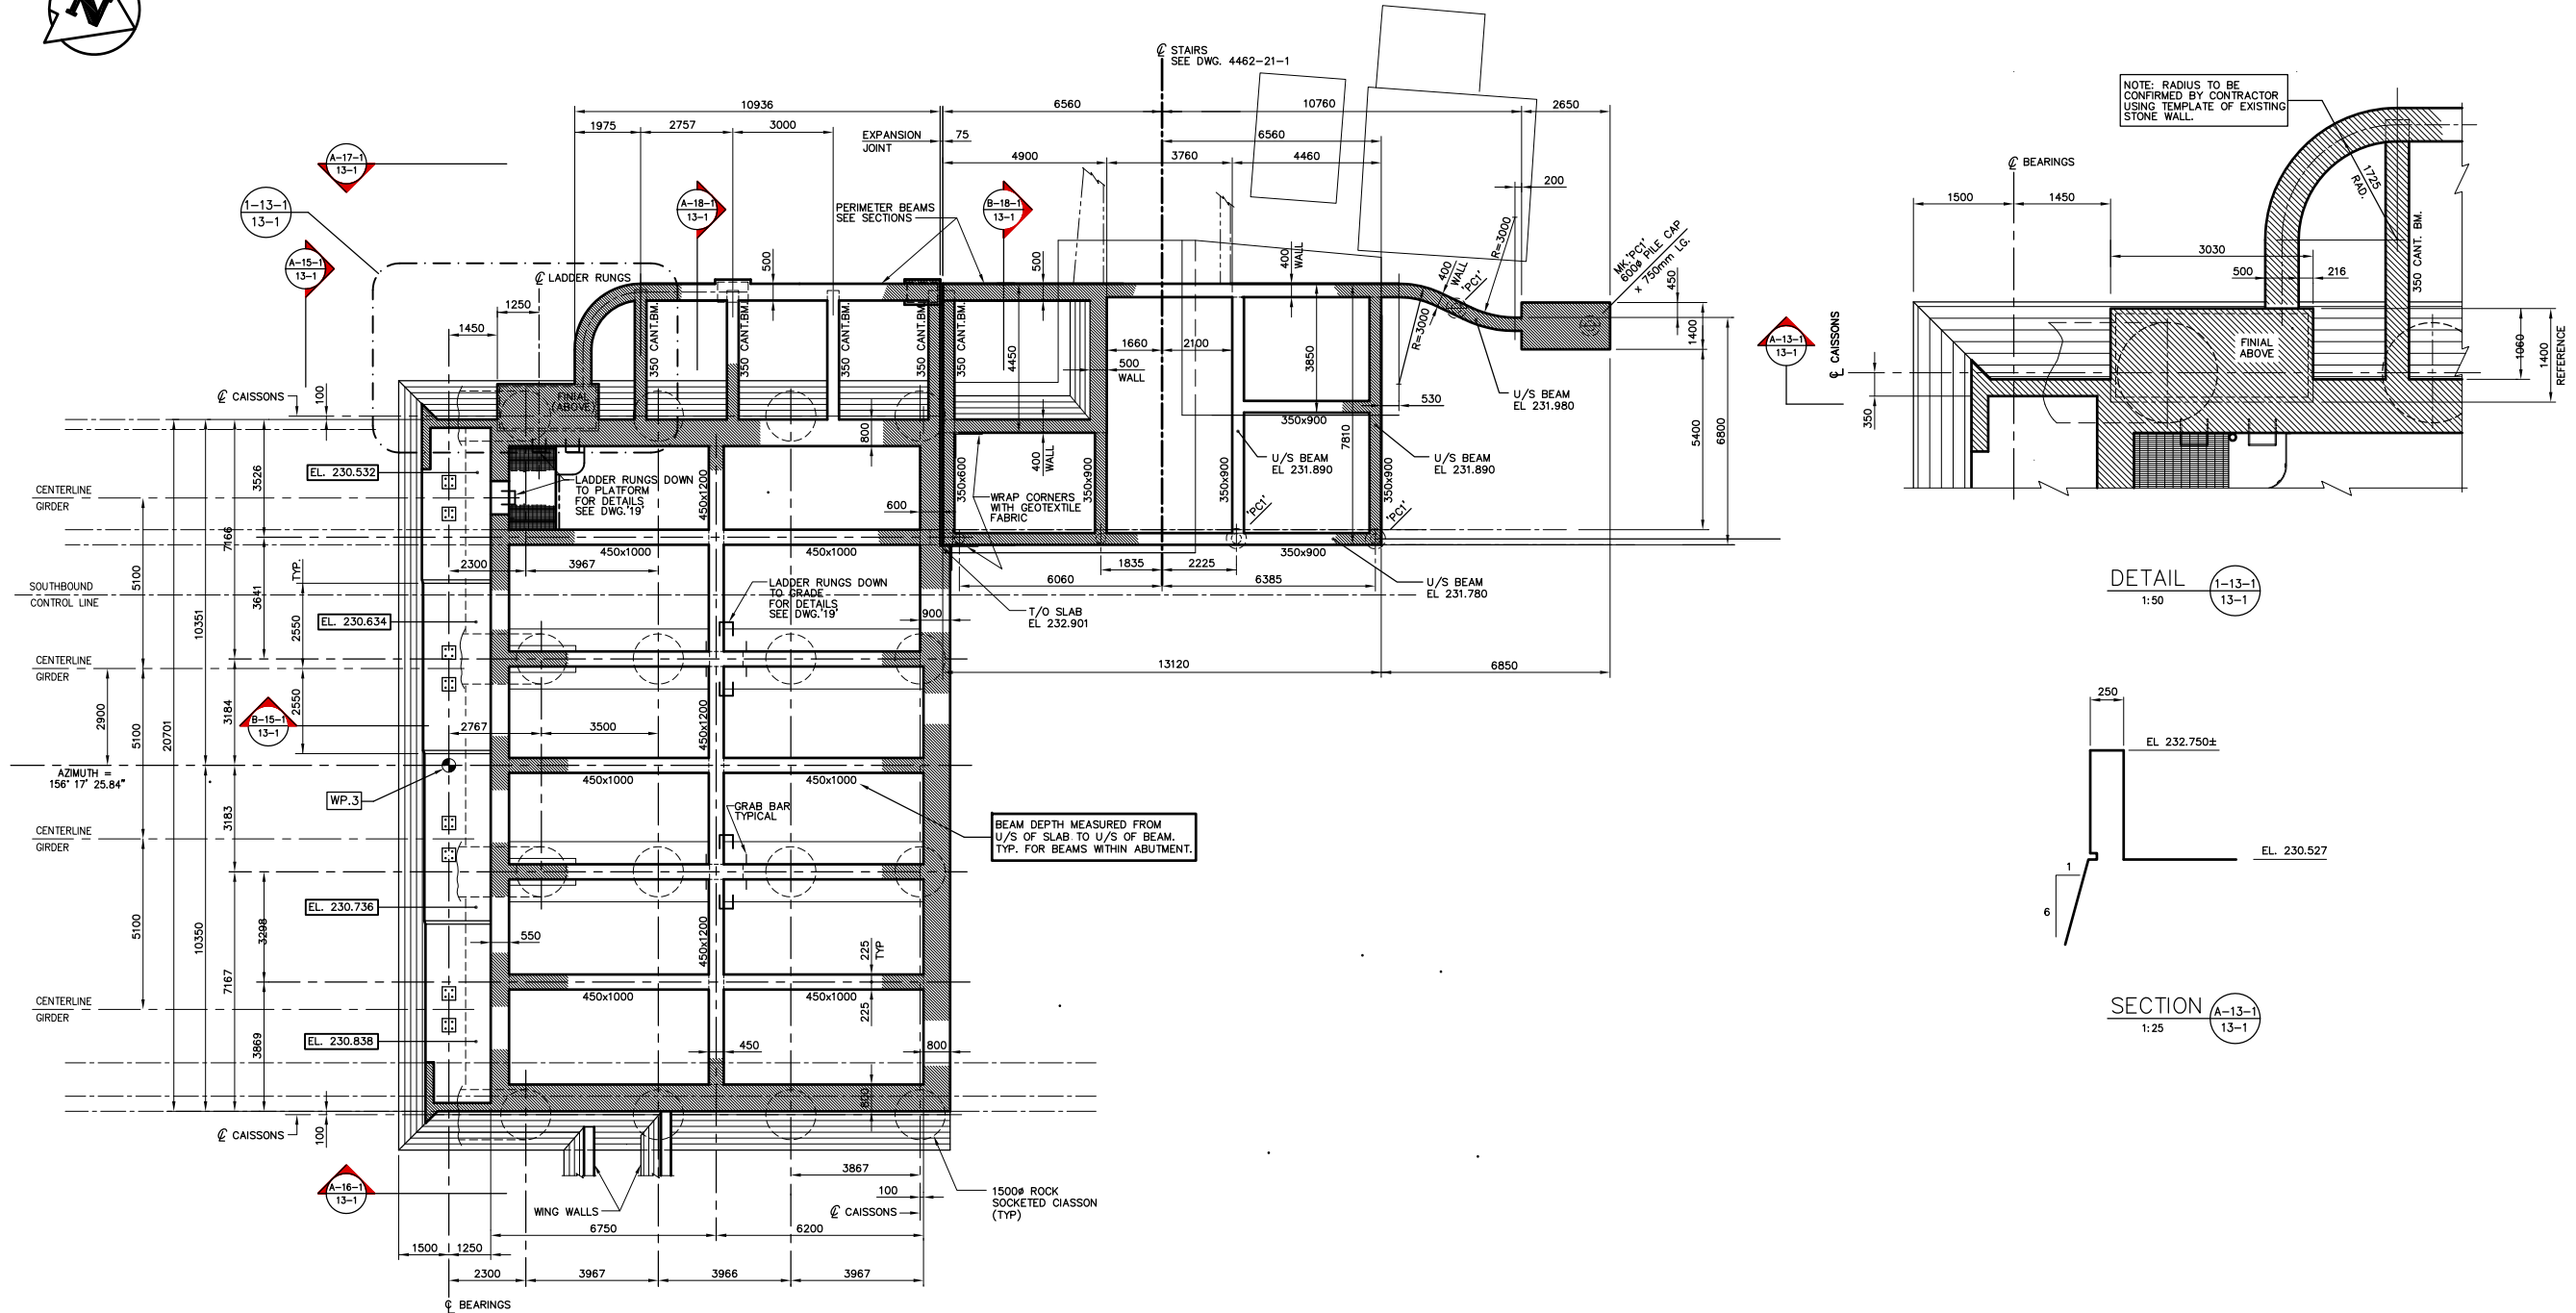 N
℄ STAIRS
SEE DWG. 4462-21-1
10936
6560
10760
2650
1975
2757
3000
EXPANSION
JOINT
75
6560
4900
3760
4460
200
A-17-1
13-1
1-13-1
13-1
A-15-1
13-1
A-18-1
13-1
PERIMETER BEAMS
SEE SECTIONS
B-18-1
13-1
℄ LADDER RUNGS
500
500
400
WALL
400
WALL
'PC1'
R=3000
R=3000
MK.'PC1'
600ø PILE CAP
x 750mm LG.
450
1400
1250
1450
350 CANT.BM.
350 CANT.BM.
350 CANT.BM.
350 CANT.BM.
350 CANT.BM.
4450
1660
2100
500
WALL
3850
530
U/S BEAM
EL 231.980
A-13-1
13-1
℄ CAISSONS
100
FINIAL
(ABOVE)
800
400
WALL
350x900
7810
5400
6800
EL. 230.532
CENTERLINE
GIRDER
3526
LADDER RUNGS DOWN
TO PLATFORM
FOR DETAILS
SEE DWG.'19'
450x1200
600
350x600
WRAP CORNERS
WITH GEOTEXTILE
FABRIC
350x900
350x900
U/S BEAM
EL 231.890
U/S BEAM
EL 231.890
350x900
'PC1'
'PC1'
7166
TYP.
450x1000
450x1000
350x900
2300
3967
1835
2225
6060
6385
U/S BEAM
EL 231.780
SOUTHBOUND
CONTROL LINE
5100
10351
3641
2550
LADDER RUNGS DOWN
TO GRADE
FOR DETAILS
SEE DWG.'19'
900
T/O SLAB
EL 232.901
EL. 230.634
CENTERLINE
GIRDER
13120
6850
2900
5100
20701
3184
2550
B-15-1
13-1
2767
3500
450x1200
AZIMUTH =
156° 17' 25.84"
450x1000
450x1000
WP.3
3183
GRAB BAR
TYPICAL
BEAM DEPTH MEASURED FROM
U/S OF SLAB TO U/S OF BEAM.
TYP. FOR BEAMS WITHIN ABUTMENT.
CENTERLINE
GIRDER
EL. 230.736
5100
10350
3298
550
450x1200
225
TYP
7167
450x1000
450x1000
225
CENTERLINE
GIRDER
EL. 230.838
3869
450
800
800
℄ CAISSONS
100
A-16-1
13-1
3867
100
WING WALLS
℄ CAISSONS
1500ø ROCK
SOCKETED CIASSON
(TYP)
6750
6200
1500
1250
2300
3967
3966
3967
℄ BEARINGS
NOTE: RADIUS TO BE
CONFIRMED BY CONTRACTOR
USING TEMPLATE OF EXISTING
STONE WALL.
℄ BEARINGS
1725
RAD.
1500
1450
350 CANT. BM.
3030
500
216
℄ CAISSONS
FINIAL
ABOVE
1060
1400
REFERENCE
350
DETAIL
1:50
1-13-1
13-1
250
EL 232.750±
EL. 230.527
1
6
SECTION
1:25
A-13-1
13-1